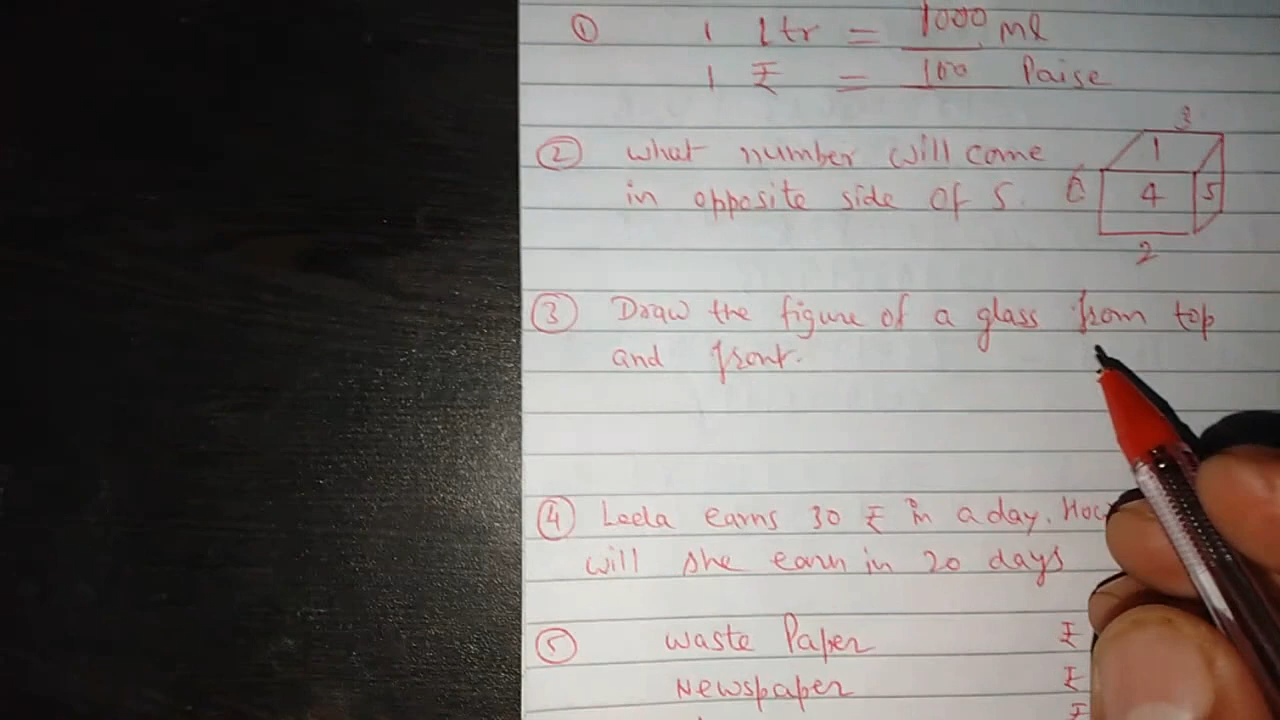 ① 1 Ltr = 1000 ml
1 ₹ = 100 Paise
② what number will come
in opposite side of 5.
3
1
6 4 5
2
③ Draw the figure of a glass from top
and front.
④ Leela earns 30 ₹ in a day. How
will she earn in 20 days
⑤ waste Paper ₹
Newspaper ₹
₹